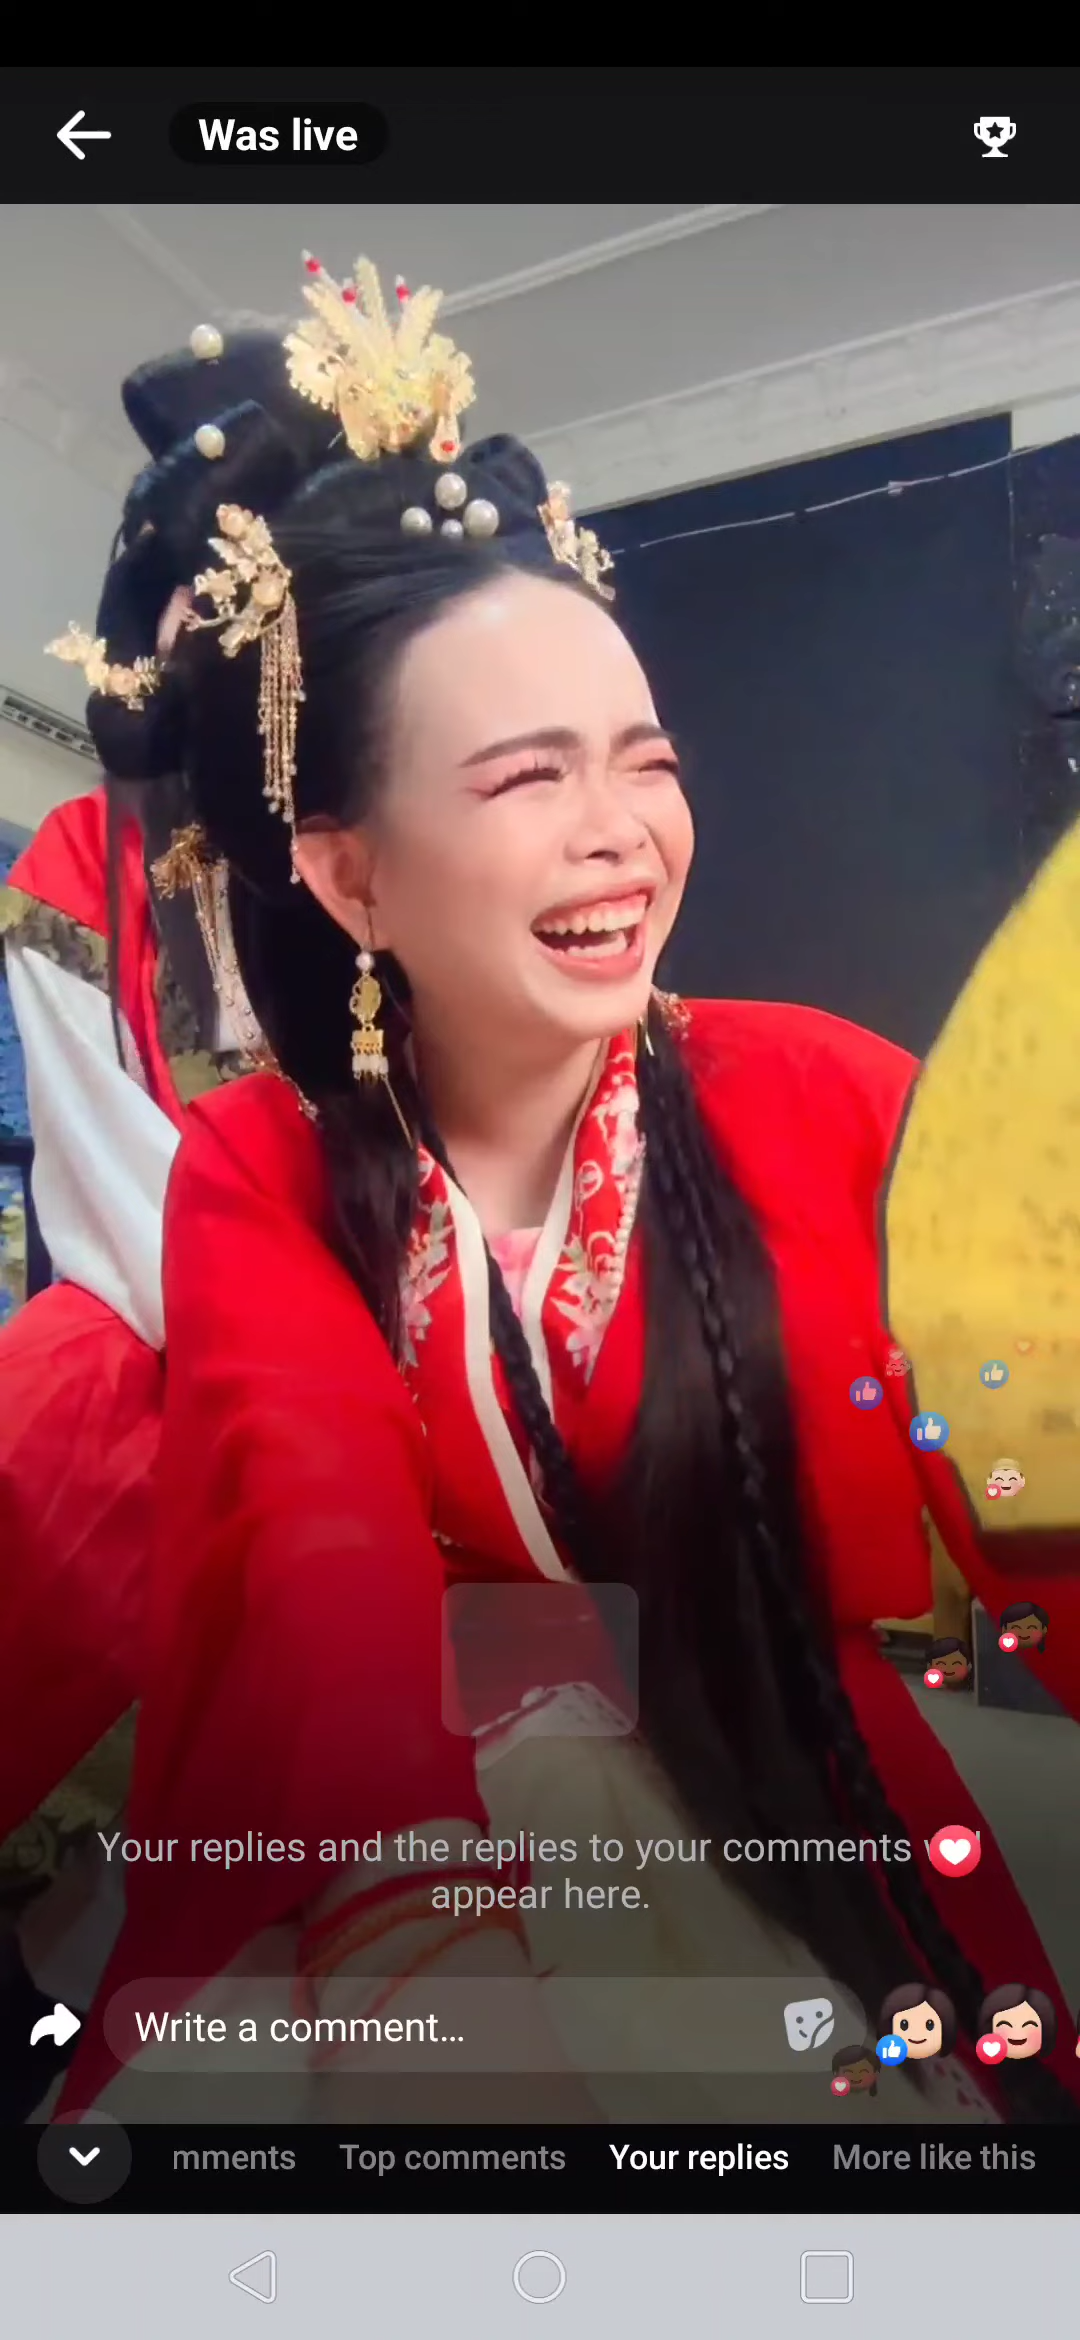 Was live
Your replies and the replies to your comments
appear here.
Write a comment...
mments Top comments Your replies More like this